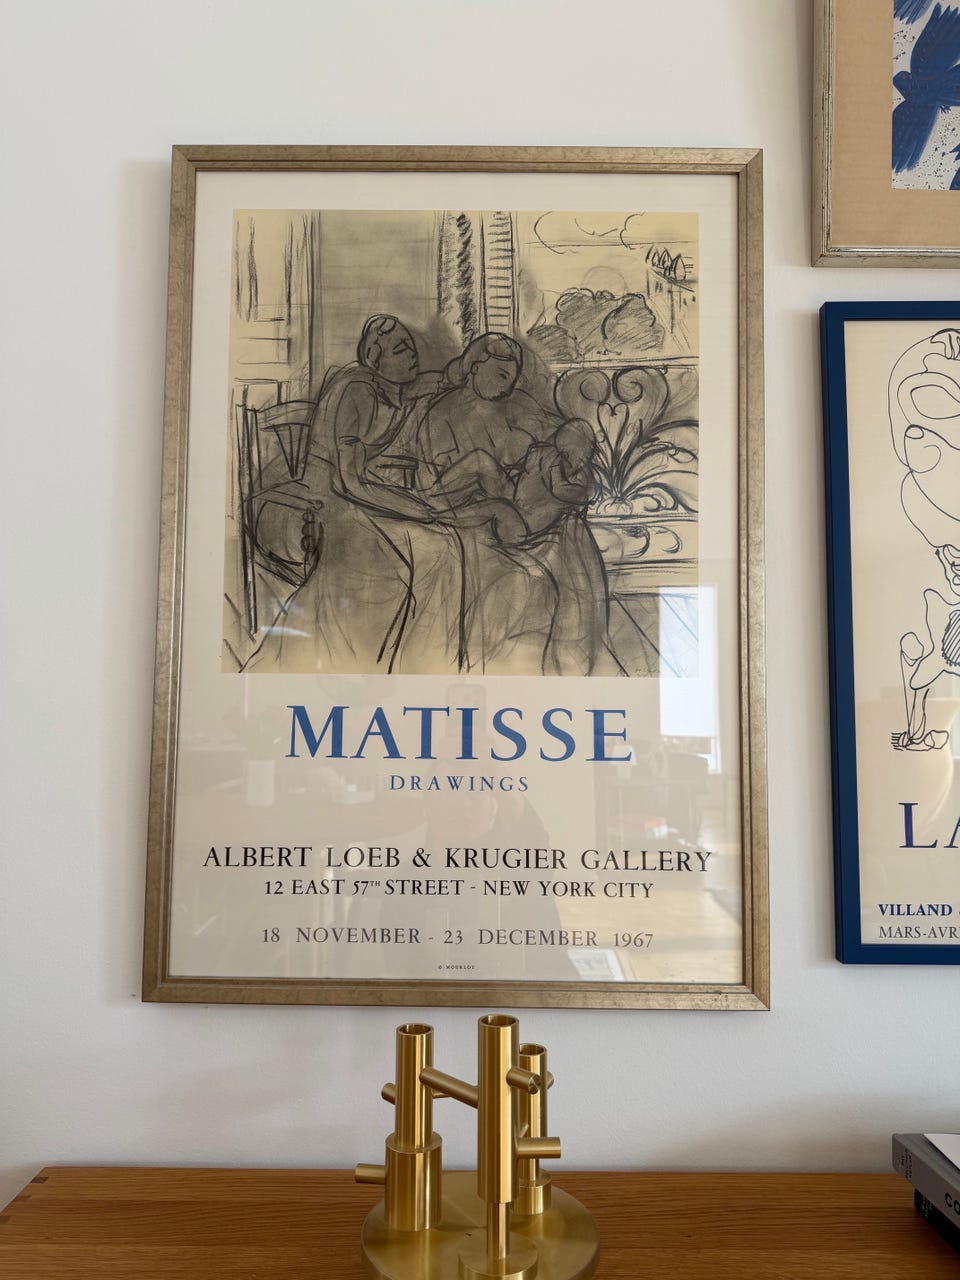 MATISSE
DRAWINGS
ALBERT LOEB & KRUGIER GALLERY
12 EAST 57TH STREET - NEW YORK CITY
18 NOVEMBER - 23 DECEMBER 1967
© MOURLOT
LA
VILLAND
MARS-AVR
CO